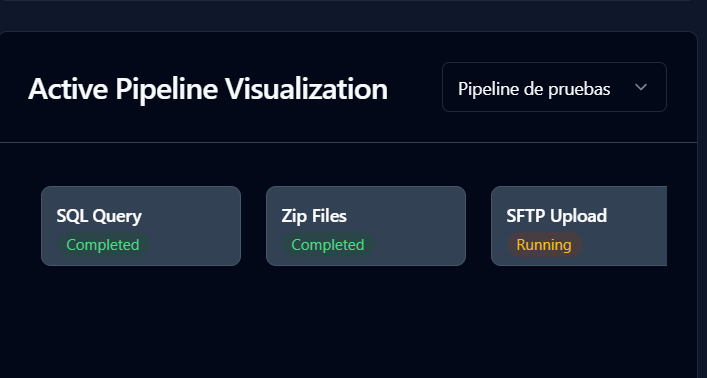 Active Pipeline Visualization
Pipeline de pruebas
SQL Query
Completed
Zip Files
Completed
SFTP Upload
Running